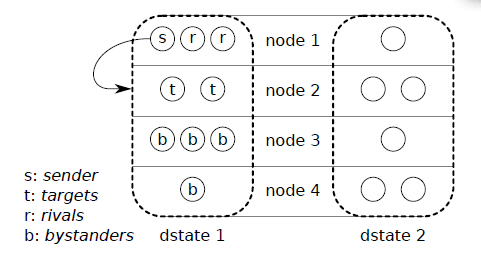 s r r node 1
t t node 2
b b b node 3
b node 4
s: sender
t: targets
r: rivals
b: bystanders
dstate 1 dstate 2